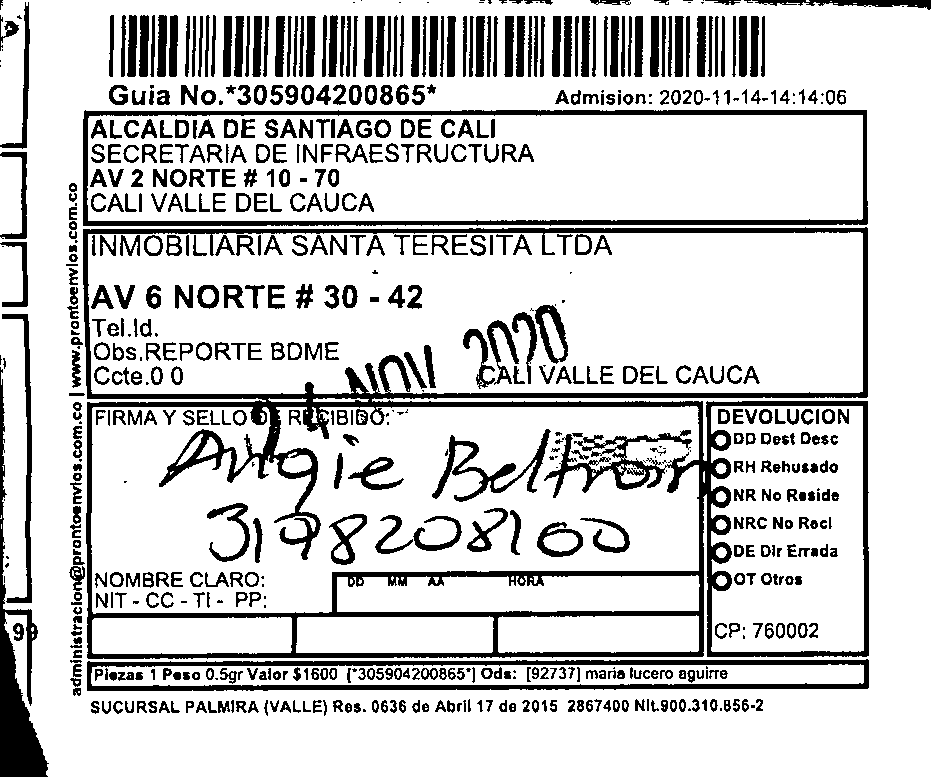 Guia No.*305904200865*
Admision: 2020-11-14-14:14:06
ALCALDIA DE SANTIAGO DE CALI
SECRETARIA DE INFRAESTRUCTURA
AV 2 NORTE # 10 - 70
CALI VALLE DEL CAUCA
INMOBILIARIA SANTA TERESITA LTDA
AV 6 NORTE # 30 - 42
Tel.Id.
Obs.REPORTE BDME
Ccte.0 0
CALI VALLE DEL CAUCA
24 NOV 2020
FIRMA Y SELLO DE RECIBIDO:
Angie Beltran
3198208160
NOMBRE CLARO:
NIT - CC - TI - PP:
DD MM AA HORA
DEVOLUCION
DD Dest Desc
RH Rehusado
NR No Reside
NRC No Recl
DE Dir Errada
OT Otros
CP: 760002
Piezas 1 Peso 0.5gr Valor $1600 [*305904200865*] Ods: [92737] maria lucero aguirre
SUCURSAL PALMIRA (VALLE) Res. 0636 de Abril 17 de 2015 2867400 Nit.900.310.856-2
administracion@prontoenvios.com.co | www.prontoenvios.com.co
99